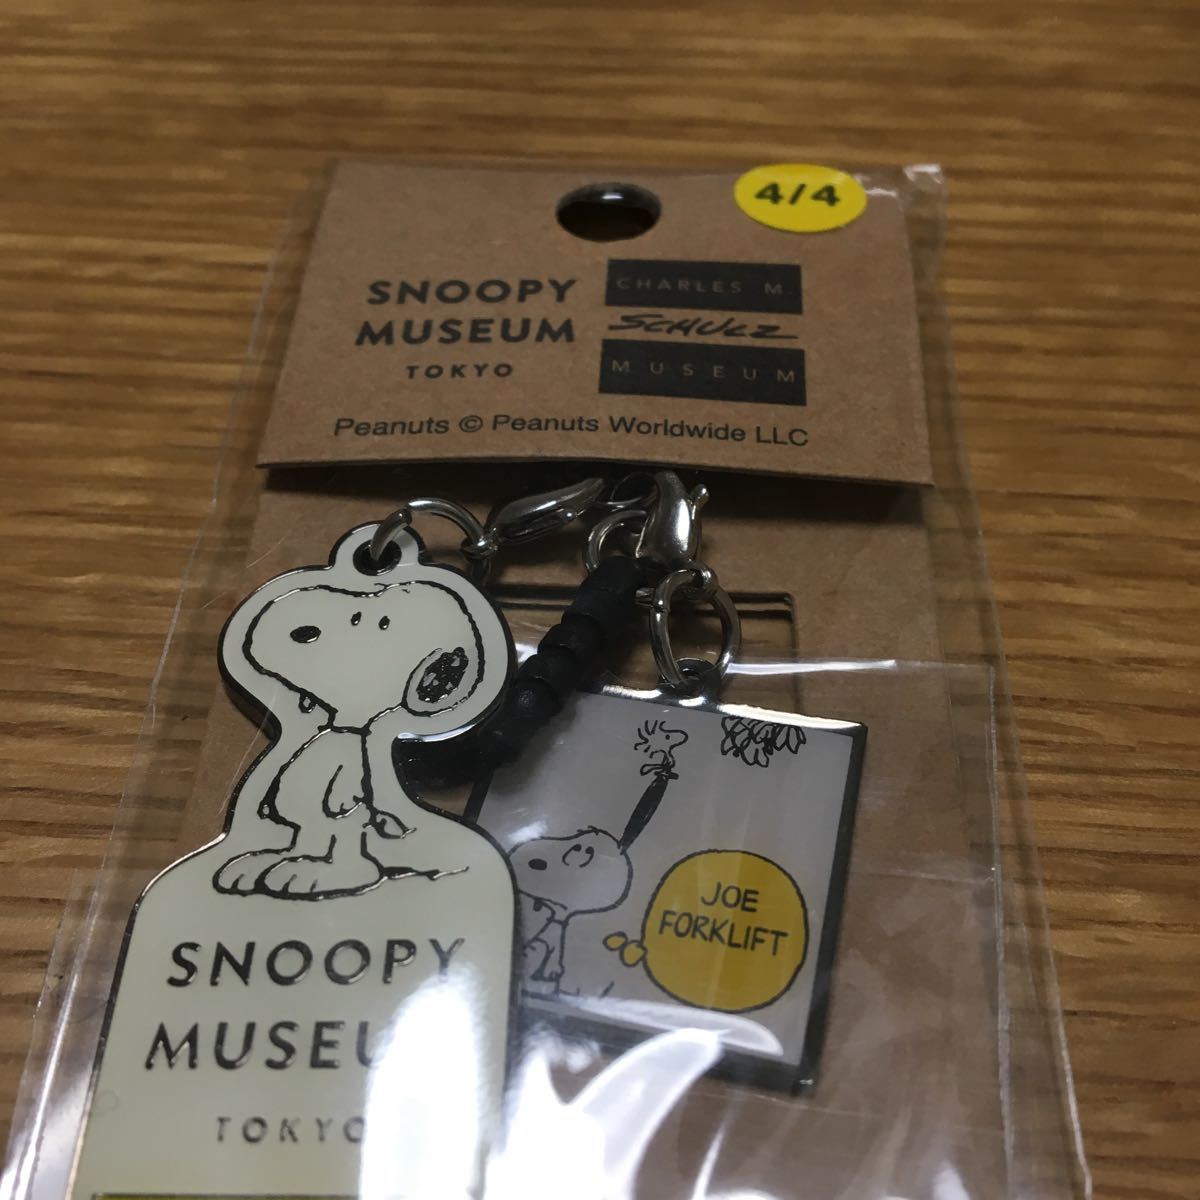 4/4
SNOOPY
MUSEUM
TOKYO
CHARLES M.
SCHULZ
MUSEUM
Peanuts © Peanuts Worldwide LLC
JOE
FORKLIFT
SNOOPY
MUSEUM
TOKYO